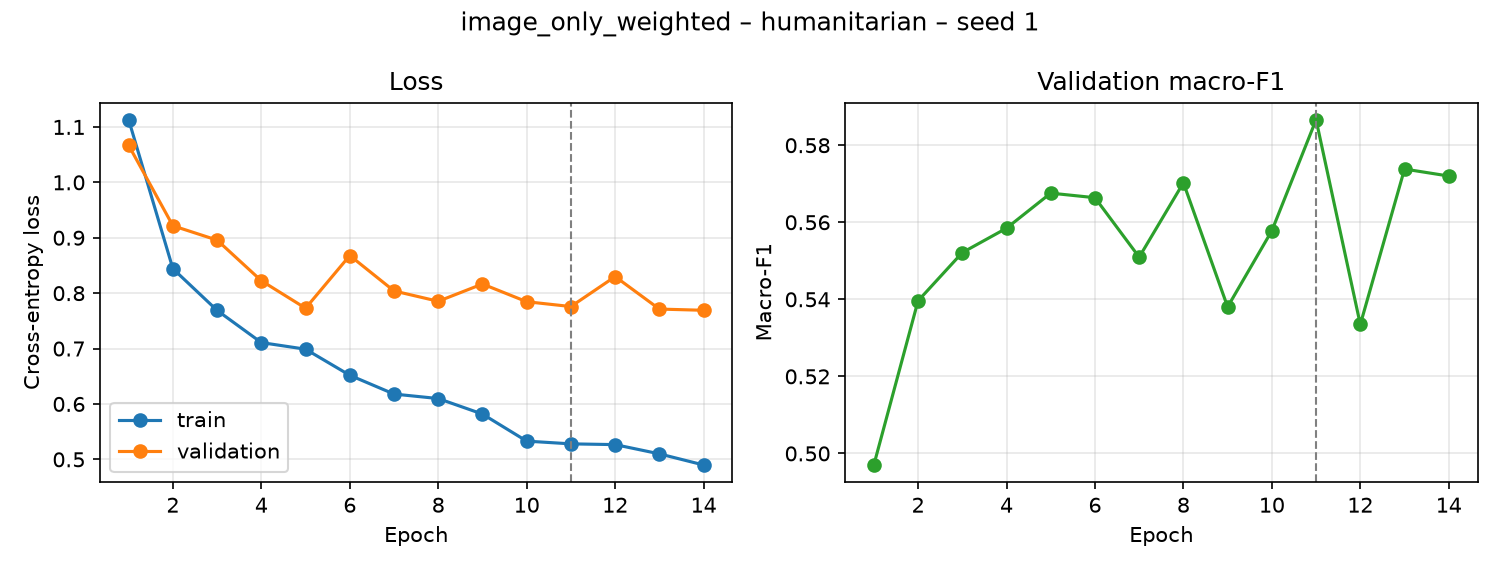 image_only_weighted – humanitarian – seed 1
Loss
1.1
1.0
0.9
0.8
0.7
0.6
0.5
Cross-entropy loss
train
validation
2 4 6 8 10 12 14
Epoch
Validation macro-F1
0.58
0.56
0.54
0.52
0.50
Macro-F1
2 4 6 8 10 12 14
Epoch